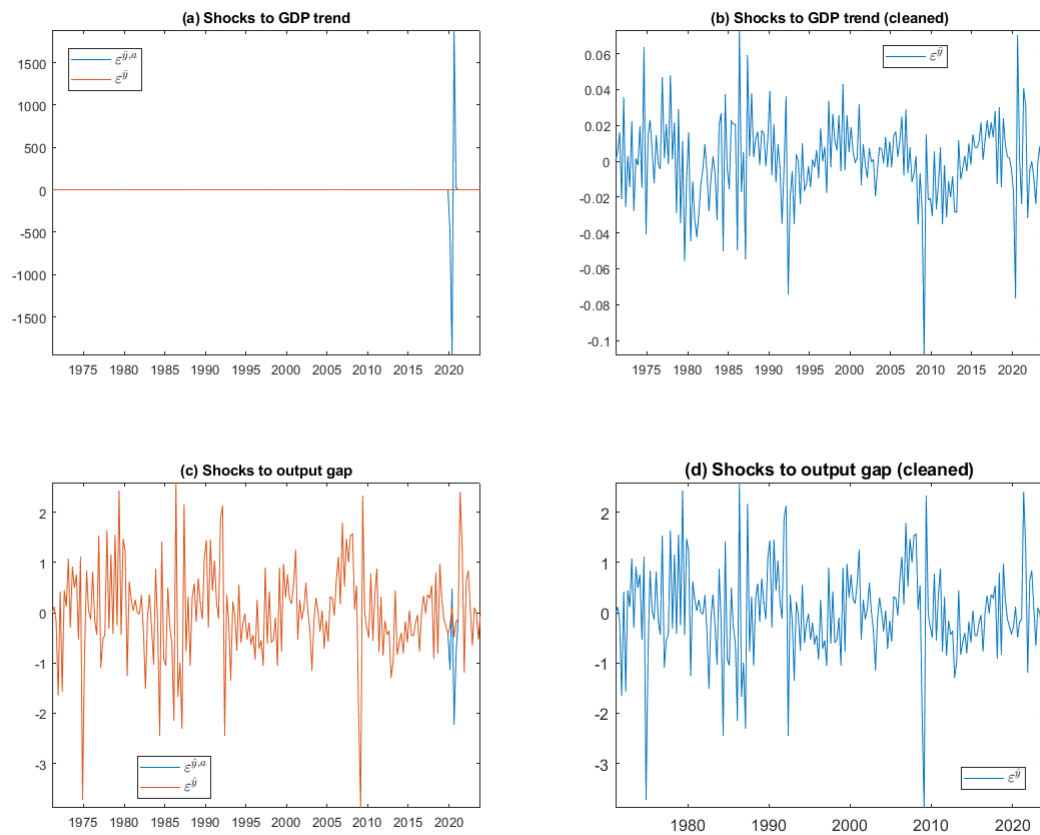 (a) Shocks to GDP trend
1500
1000
500
0
-500
-1000
-1500
1975 1980 1985 1990 1995 2000 2005 2010 2015 2020
ε^{ȳ,a}
ε^{ȳ}
(b) Shocks to GDP trend (cleaned)
0.06
0.04
0.02
0
-0.02
-0.04
-0.06
-0.08
-0.1
1975 1980 1985 1990 1995 2000 2005 2010 2015 2020
ε^{ȳ}
(c) Shocks to output gap
2
1
0
-1
-2
-3
1975 1980 1985 1990 1995 2000 2005 2010 2015 2020
ε^{ŷ,a}
ε^{ŷ}
(d) Shocks to output gap (cleaned)
2
1
0
-1
-2
-3
1980 1990 2000 2010 2020
ε^{ŷ}